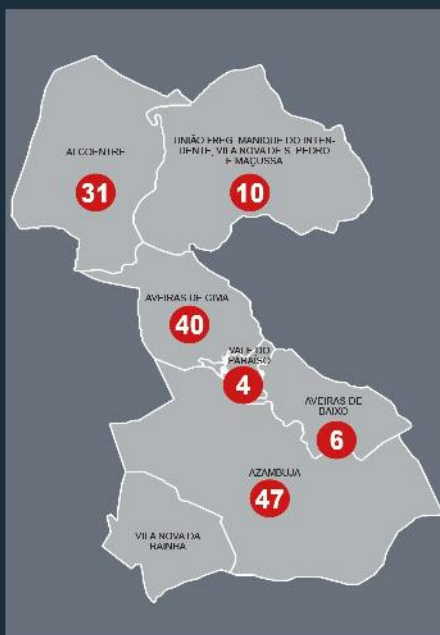 ALCOENTRE
31
UNIÃO FREG. MANIQUE DO INTEN-
DENTE, VILA NOVA DE S. PEDRO
E MAÇUSSA
10
AVEIRAS DE CIMA
40
VALE DO
PARAÍSO
4
AVEIRAS DE
BAIXO
6
AZAMBUJA
47
VILA NOVA DA
RAINHA